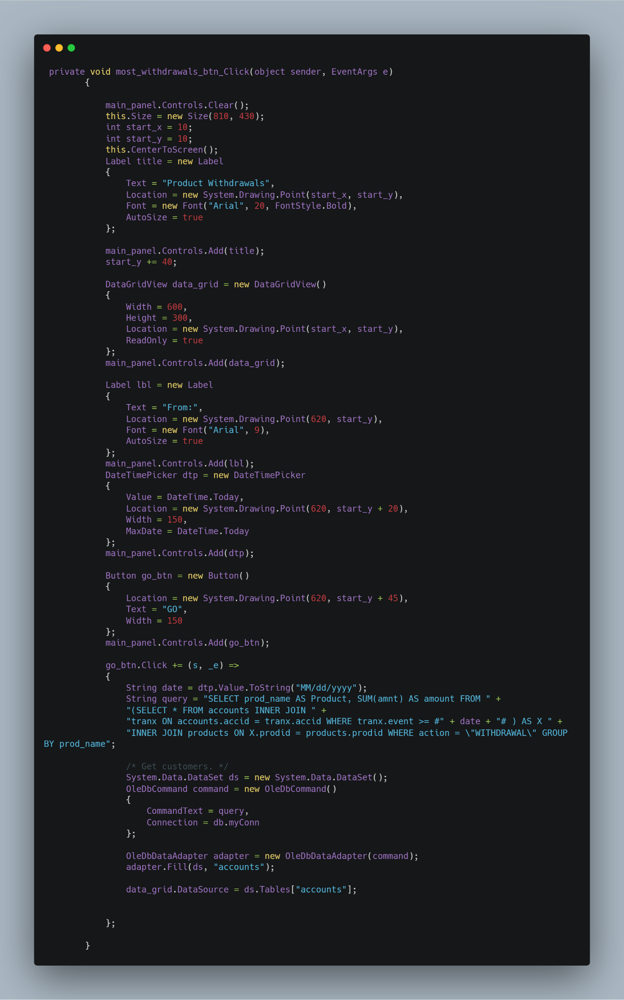 private void most_withdrawals_btn_Click(object sender, EventArgs e)
{
main_panel.Controls.Clear();
this.Size = new Size(810, 430);
int start_x = 10;
int start_y = 10;
this.CenterToScreen();
Label title = new Label
{
Text = "Product Withdrawals",
Location = new System.Drawing.Point(start_x, start_y),
Font = new Font("Arial", 20, FontStyle.Bold),
AutoSize = true
};
main_panel.Controls.Add(title);
start_y += 40;
DataGridView data_grid = new DataGridView()
{
Width = 600,
Height = 300,
Location = new System.Drawing.Point(start_x, start_y),
ReadOnly = true
};
main_panel.Controls.Add(data_grid);
Label lbl = new Label
{
Text = "From:",
Location = new System.Drawing.Point(620, start_y),
Font = new Font("Arial", 9),
AutoSize = true
};
main_panel.Controls.Add(lbl);
DateTimePicker dtp = new DateTimePicker
{
Value = DateTime.Today,
Location = new System.Drawing.Point(620, start_y + 20),
Width = 150,
MaxDate = DateTime.Today
};
main_panel.Controls.Add(dtp);
Button go_btn = new Button()
{
Location = new System.Drawing.Point(620, start_y + 45),
Text = "GO",
Width = 150
};
main_panel.Controls.Add(go_btn);
go_btn.Click += (s, _e) =>
{
String date = dtp.Value.ToString("MM/dd/yyyy");
String query = "SELECT prod_name AS Product, SUM(amnt) AS amount FROM " +
"(SELECT * FROM accounts INNER JOIN " +
"tranx ON accounts.accid = tranx.accid WHERE tranx.event >= #" + date + "# ) AS X " +
"INNER JOIN products ON X.prodid = products.prodid WHERE action = \"WITHDRAWAL\" GROUP
BY prod_name";
/* Get customers. */
System.Data.DataSet ds = new System.Data.DataSet();
OleDbCommand command = new OleDbCommand()
{
CommandText = query,
Connection = db.myConn
};
OleDbDataAdapter adapter = new OleDbDataAdapter(command);
adapter.Fill(ds, "accounts");
data_grid.DataSource = ds.Tables["accounts"];
};
}